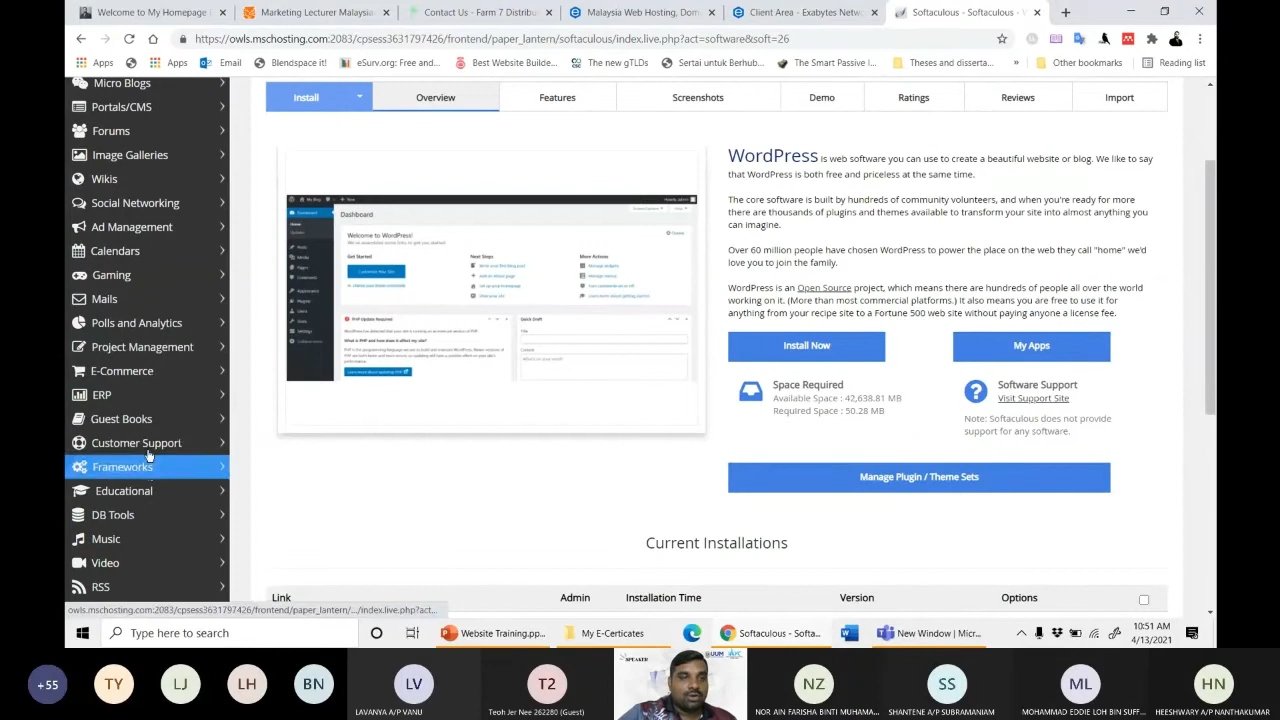 Welcome to My Homepage
Marketing Lecturer Malaysia
Contact Us - Farm 7 Distribu
Malaysia Web Hosting, Dom
Client Area - Exabytes Netw
Softaculous - Softaculous - W
https://owls.mschosting.com:2083/cpsess3631797426/frontend/paper_lantern/softaculous/index.live.php?act=software&soft=26
Apps
Apps
Email
Blendspace it!
eSurv.org: Free and...
Best Website Builde...
The new gTLDs
Sertai untuk Berhub...
The Smart Passive I...
»
Theses and disserta...
Other bookmarks
Reading list
Micro Blogs
Portals/CMS
Forums
Image Galleries
Wikis
Social Networking
Ad Management
Calendars
Gaming
Mails
Polls and Analytics
Project Management
E-Commerce
ERP
Guest Books
Customer Support
Frameworks
Educational
DB Tools
Music
Video
RSS
owls.mschosting.com:2083/cpsess3631797426/frontend/paper_lantern/.../index.live.php?act...
Install
Overview
Features
Screenshots
Demo
Ratings
Reviews
Import
Dashboard
Welcome to WordPress!
Get Started
Next Steps
More Actions
Customize Your Site
Quick Draft
WordPress is web software you can use to create a beautiful website or blog. We like to say
that WordPress is both free and priceless at the same time.
The core software is built by hundreds of community volunteers, and when you're ready for more
there are thousands of plugins and themes available to transform your site into almost anything you
can imagine.
Over 60 million people have chosen WordPress to power the place on the web they call "home" we'd
love you to join the family.
WordPress is an Open Source project, which means there are hundreds of people all over the world
working on it. (More than most commercial platforms.) It also means you are free to use it for
anything from your recipe site to a Fortune 500 web site without paying anyone a license fee.
Install Now
My Apps
Space Required
Available Space : 42,638.81 MB
Required Space : 50.28 MB
Software Support
Visit Support Site
Note: Softaculous does not provide
support for any software.
Manage Plugin / Theme Sets
Current Installations
Link
Admin
Installation Time
Version
Options
Type here to search
Website Training.pp...
My E-Certicates
Softaculous - Softa...
New Window | Micr...
10:51 AM
4/13/2021
+55
TY
LJ
LH
BN
LV
LAVANYA A/P VANU
T2
Teoh Jer Nee 262280 (Guest)
SPEAKER
UUM
NZ
NOR AIN FARISHA BINTI MUHAMA...
SS
SHANTENE A/P SUBRAMANIAM
ML
MOHAMMAD EDDIE LOH BIN SUFF...
HN
HEESHWARY A/P NANTHAKUMAR